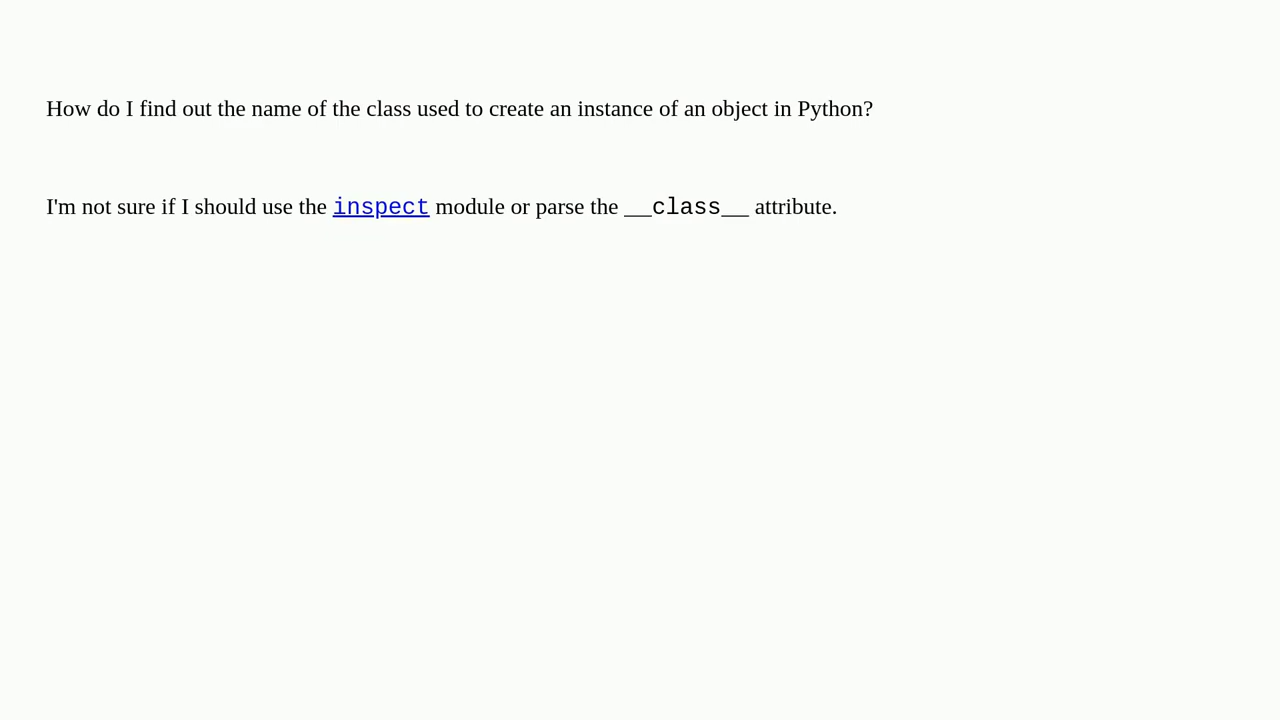 How do I find out the name of the class used to create an instance of an object in Python?
I'm not sure if I should use the inspect module or parse the __class__ attribute.